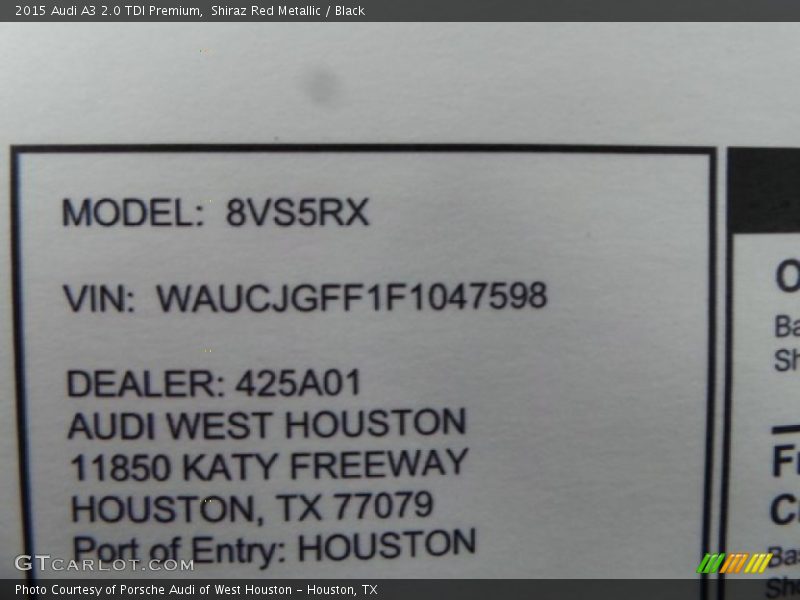 2015 Audi A3 2.0 TDI Premium,  Shiraz Red Metallic / Black
MODEL: 8VS5RX
VIN: WAUCJGFF1F1047598
DEALER: 425A01
AUDI WEST HOUSTON
11850 KATY FREEWAY
HOUSTON, TX 77079
Port of Entry: HOUSTON
GTCARLOT.COM
Photo Courtesy of Porsche Audi of West Houston – Houston, TX